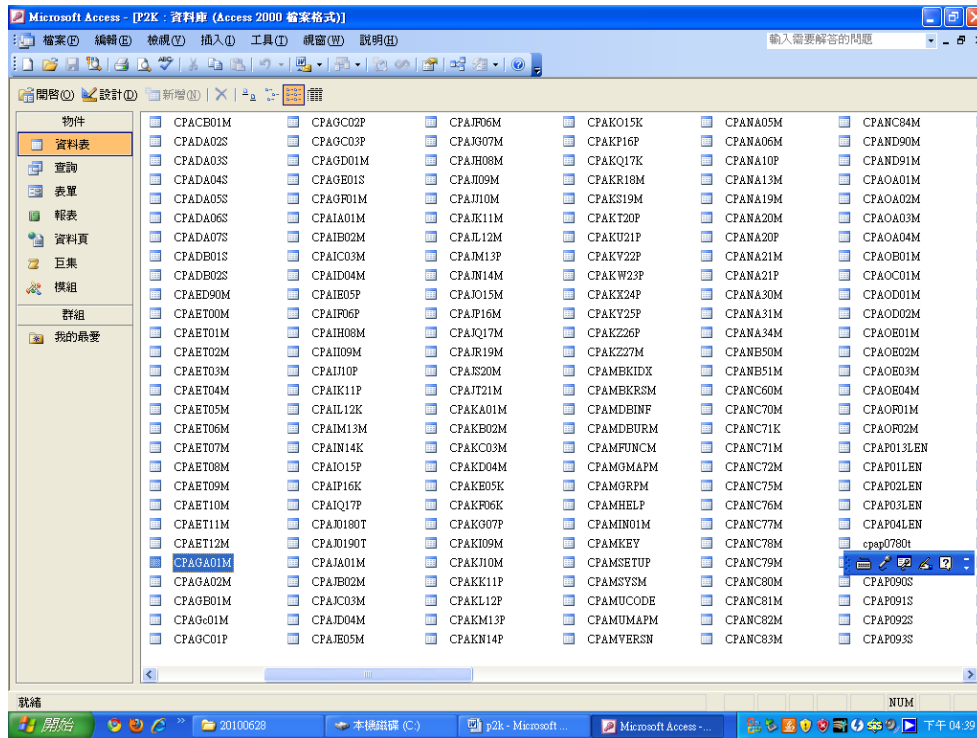 Microsoft Access - [P2K : 資料庫 (Access 2000 檔案格式)]
檔案(F) 編輯(E) 檢視(V) 插入(I) 工具(T) 視窗(W) 說明(H) 輸入需要解答的問題
開啓(O) 設計(D) 新增(N)
物件
資料表
查詢
表單
報表
資料頁
巨集
模組
群組
我的最愛
CPACB01M CPAGC02P CPAJF06M CPAKO15K CPANA05M CPANC84M
CPADA02S CPAGC03P CPAJG07M CPAKP16P CPANA06M CPAND90M
CPADA03S CPAGD01M CPAJH08M CPAKQ17K CPANA10P CPAND91M
CPADA04S CPAGE01S CPAJI09M CPAKR18M CPANA13M CPAOA01M
CPADA05S CPAGF01M CPAJJ10M CPAKS19M CPANA19M CPAOA02M
CPADA06S CPAIA01M CPAJK11M CPAKT20P CPANA20M CPAOA03M
CPADA07S CPAIB02M CPAJL12M CPAKU21P CPANA20P CPAOA04M
CPADB01S CPAIC03M CPAJM13P CPAKV22P CPANA21M CPAOB01M
CPADB02S CPAID04M CPAJN14M CPAKW23P CPANA21P CPAOC01M
CPAED90M CPAIE05P CPAJO15M CPAKX24P CPANA30M CPAOD01M
CPAET00M CPAIF06P CPAJP16M CPAKY25P CPANA31M CPAOD02M
CPAET01M CPAIH08M CPAJQ17M CPAKZ26P CPANA34M CPAOE01M
CPAET02M CPAII09M CPAJR19M CPAKZ27M CPANB50M CPAOE02M
CPAET03M CPAIJ10P CPAJS20M CPAMBKIDX CPANB51M CPAOE03M
CPAET04M CPAIK11P CPAJT21M CPAMBKRSM CPANC60M CPAOE04M
CPAET05M CPAIL12K CPAKA01M CPAMDBINF CPANC70M CPAOF01M
CPAET06M CPAIM13M CPAKB02M CPAMDBURM CPANC71K CPAOF02M
CPAET07M CPAIN14K CPAKC03M CPAMFUNCM CPANC71M CPAP013LEN
CPAET08M CPAIO15P CPAKD04M CPAMGMAPM CPANC72M CPAP01LEN
CPAET09M CPAIP16K CPAKE05K CPAMGRPM CPANC75M CPAP02LEN
CPAET10M CPAIQ17P CPAKF06K CPAMHELP CPANC76M CPAP03LEN
CPAET11M CPAJ0180T CPAKG07P CPAMIN01M CPANC77M CPAP04LEN
CPAET12M CPAJ0190T CPAKI09M CPAMKEY CPANC78M cpap0780t
CPAGA01M CPAJA01M CPAKJ10M CPAMSETUP CPANC79M
CPAGA02M CPAJB02M CPAKK11P CPAMSYSM CPANC80M CPAP090S
CPAGB01M CPAJC03M CPAKL12P CPAMUCODE CPANC81M CPAP091S
CPAGc01M CPAJD04M CPAKM13P CPAMUMAPM CPANC82M CPAP092S
CPAGC01P CPAJE05M CPAKN14P CPAMVERSN CPANC83M CPAP093S
就緒 NUM
開始 20100628 本機磁碟 (C:) p2k - Microsoft ... Microsoft Access -... 下午 04:39